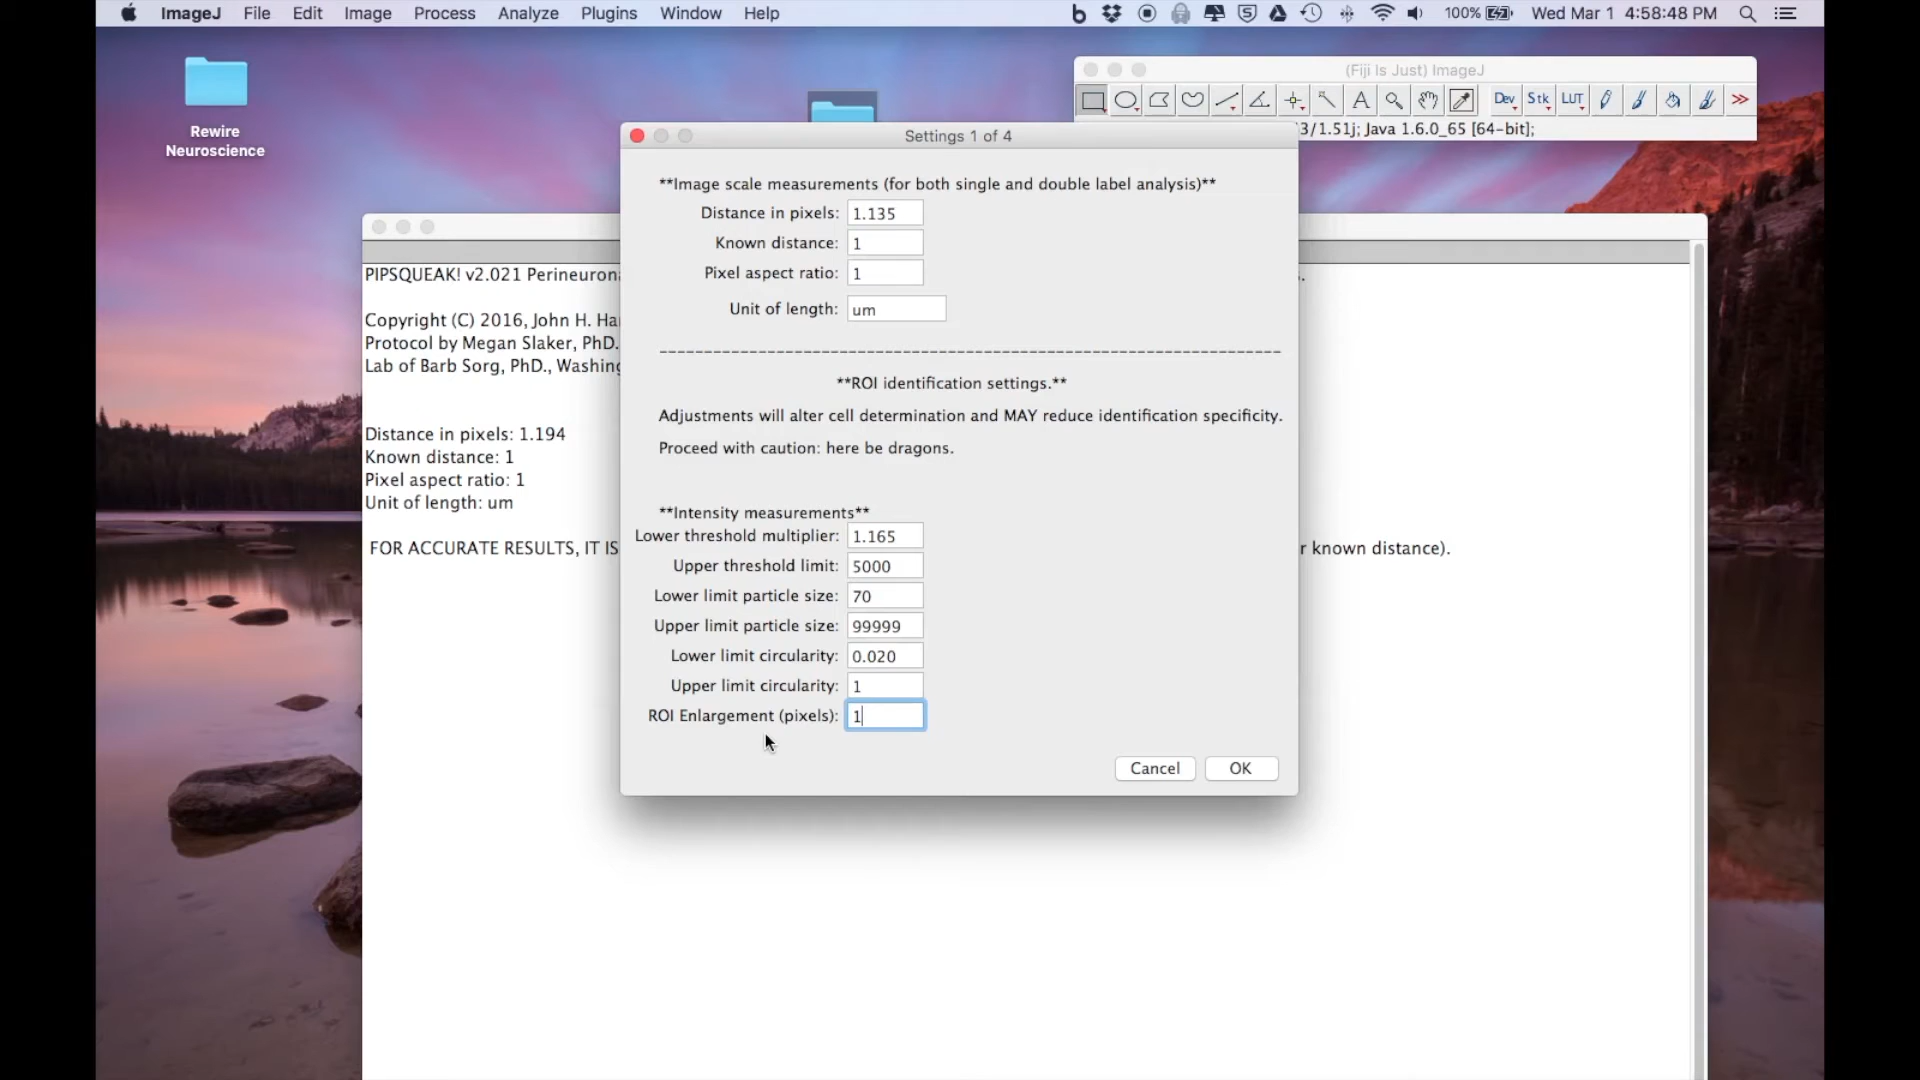 ImageJ File Edit Image Process Analyze Plugins Window Help 100% Wed Mar 1 4:58:48 PM
Rewire
Neuroscience
(Fiji Is Just) ImageJ
Dev Stk LUT
3/1.51j; Java 1.6.0_65 [64-bit];
Settings 1 of 4
**Image scale measurements (for both single and double label analysis)**
Distance in pixels: 1.135
Known distance: 1
Pixel aspect ratio: 1
Unit of length: um
**ROI identification settings.**
Adjustments will alter cell determination and MAY reduce identification specificity.
Proceed with caution: here be dragons.
**Intensity measurements**
Lower threshold multiplier: 1.165
Upper threshold limit: 5000
Lower limit particle size: 70
Upper limit particle size: 99999
Lower limit circularity: 0.020
Upper limit circularity: 1
ROI Enlargement (pixels): 1
Cancel OK
PIPSQUEAK! v2.021 Perineurona
Copyright (C) 2016, John H. Ha
Protocol by Megan Slaker, PhD.
Lab of Barb Sorg, PhD., Washing
Distance in pixels: 1.194
Known distance: 1
Pixel aspect ratio: 1
Unit of length: um
FOR ACCURATE RESULTS, IT IS r known distance).